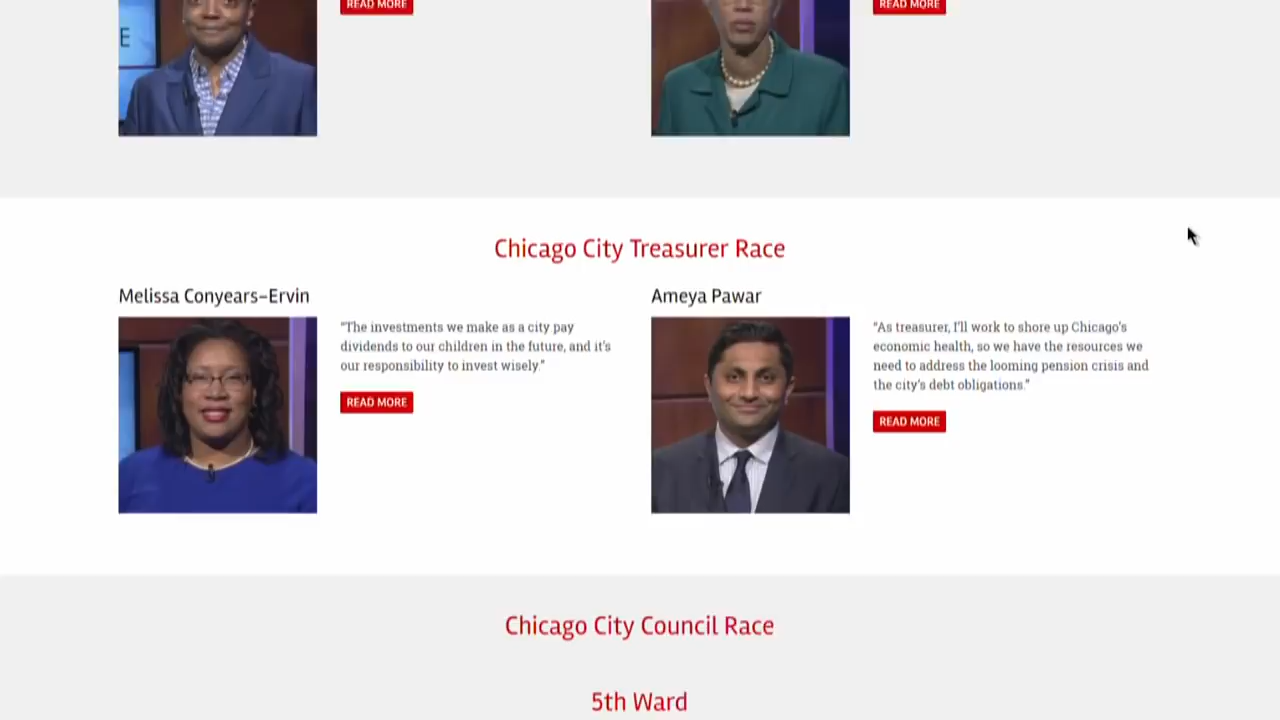 E
READ MORE
READ MORE
Chicago City Treasurer Race
Melissa Conyears-Ervin
"The investments we make as a city pay
dividends to our children in the future, and it's
our responsibility to invest wisely."
READ MORE
Ameya Pawar
"As treasurer, I'll work to shore up Chicago's
economic health, so we have the resources we
need to address the looming pension crisis and
the city's debt obligations."
READ MORE
Chicago City Council Race
5th Ward